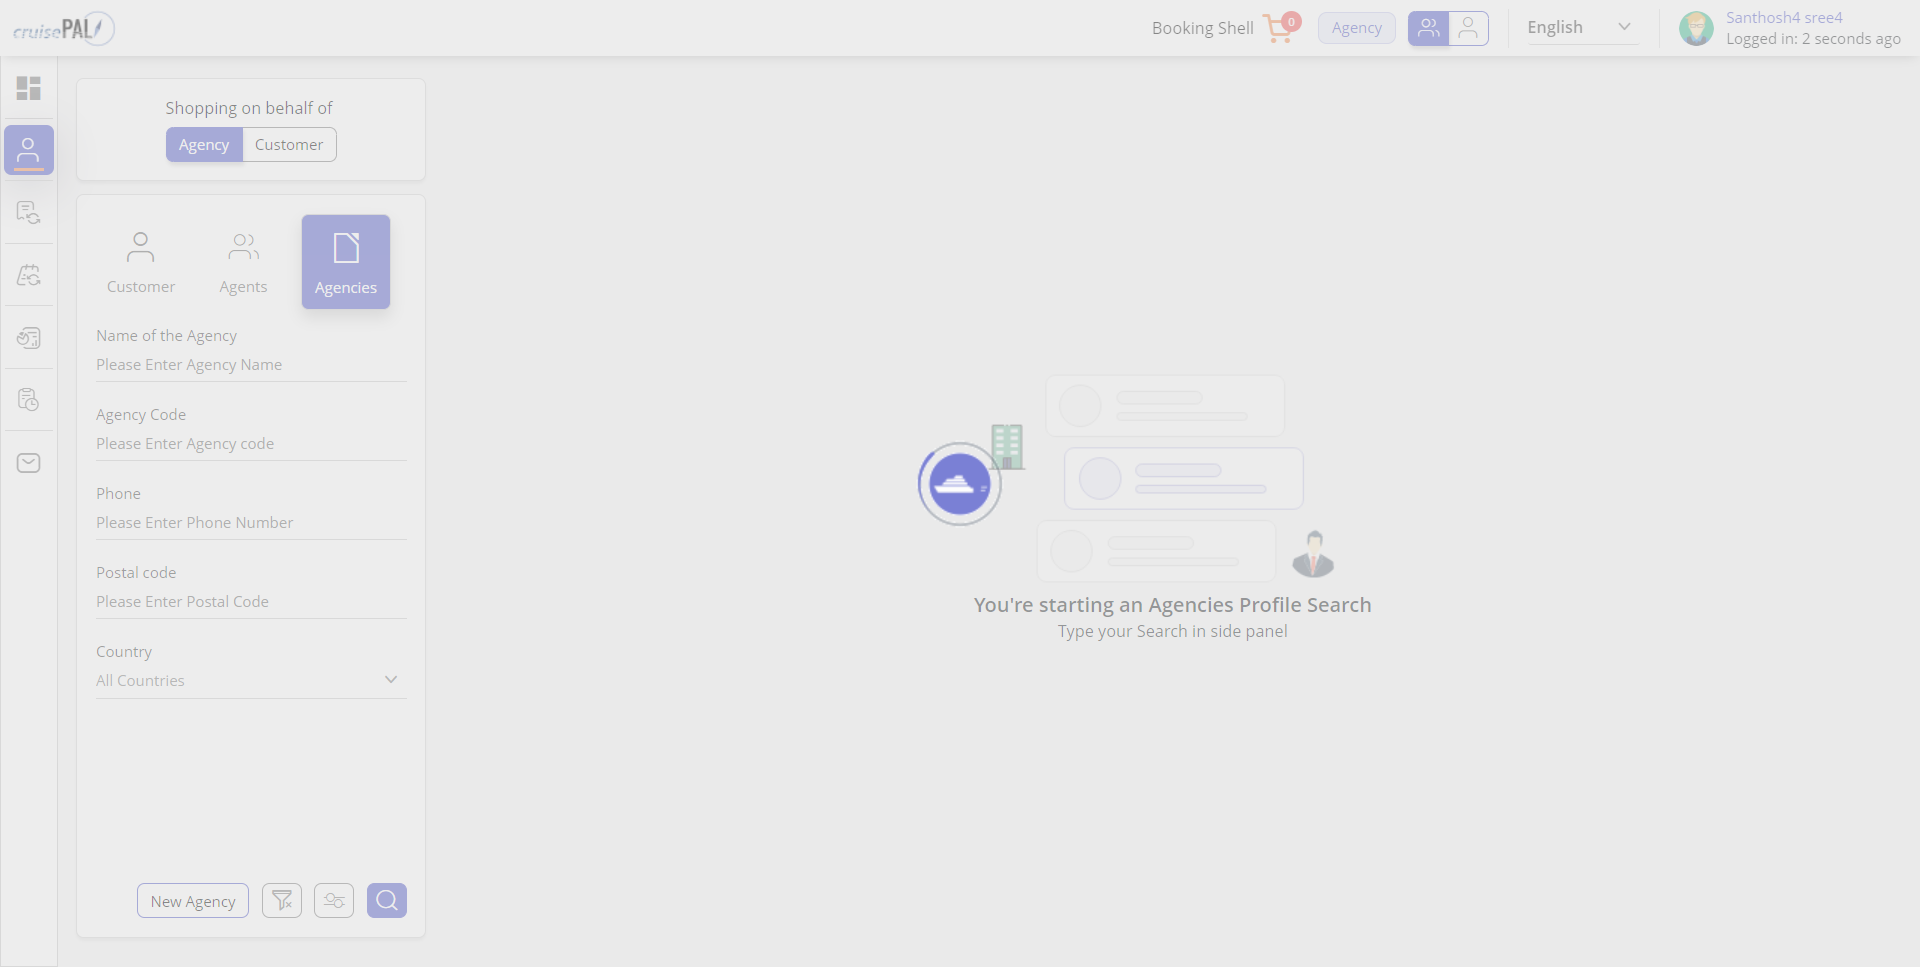 cruisePAL
Booking Shell
0
Agency
English
Santhosh4 sree4
Logged in: 2 seconds ago
Shopping on behalf of
Agency
Customer
Customer
Agents
Agencies
Name of the Agency
Please Enter Agency Name
Agency Code
Please Enter Agency code
Phone
Please Enter Phone Number
Postal code
Please Enter Postal Code
Country
All Countries
New Agency
You're starting an Agencies Profile Search
Type your Search in side panel